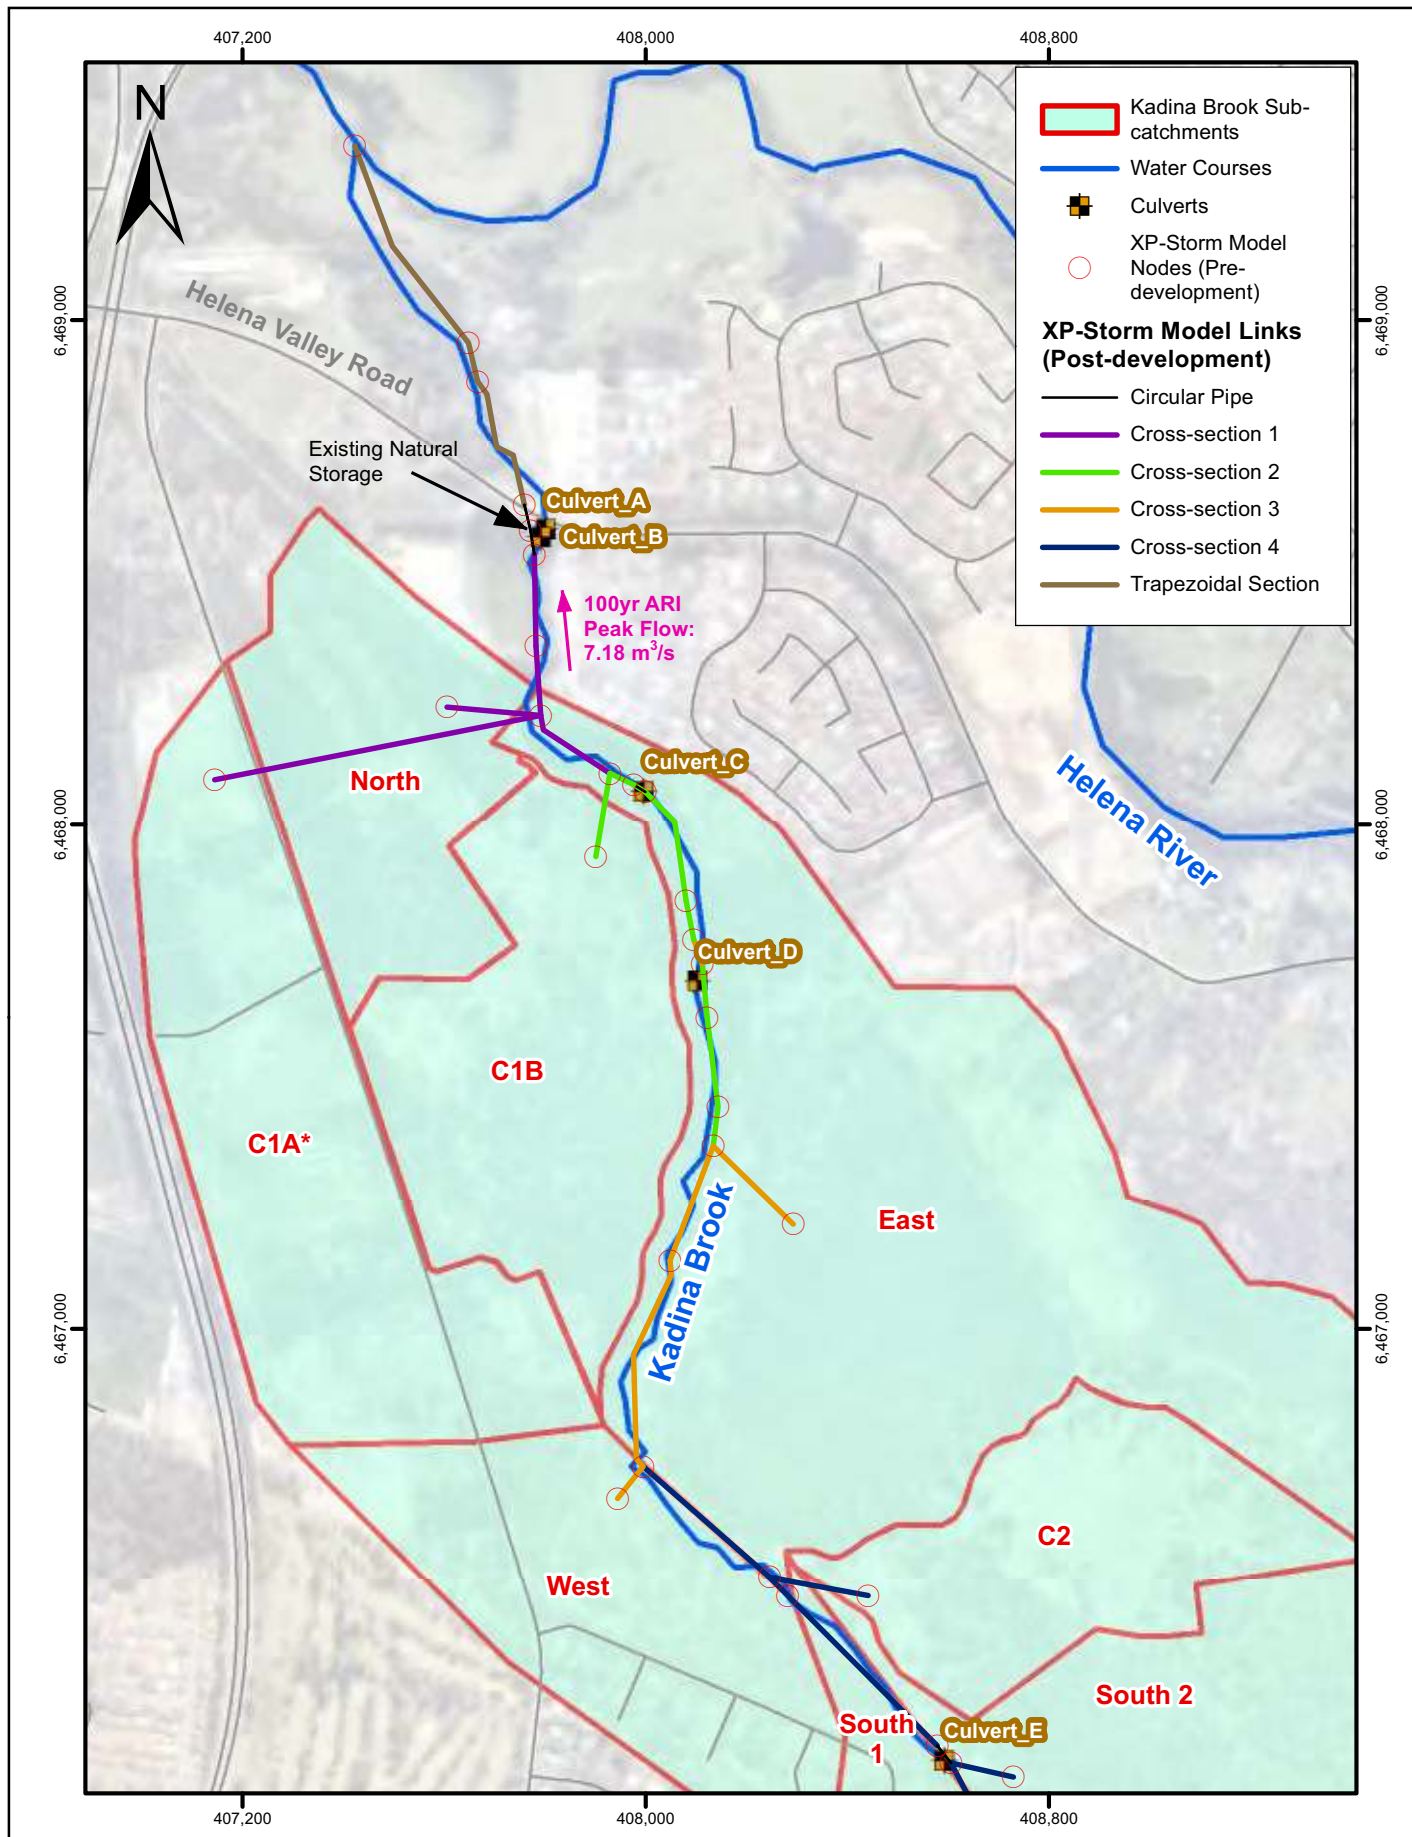 407,200
408,000
408,800
N
Kadina Brook Sub-
catchments
Water Courses
Culverts
XP-Storm Model
Nodes (Pre-
development)
XP-Storm Model Links
(Post-development)
Circular Pipe
Cross-section 1
Cross-section 2
Cross-section 3
Cross-section 4
Trapezoidal Section
6,469,000
6,469,000
Helena Valley Road
Existing Natural
Storage
Culvert_A
Culvert_B
100yr ARI
Peak Flow:
7.18 m³/s
Culvert_C
North
Helena River
6,468,000
6,468,000
Culvert_D
C1B
C1A*
East
Kadina Brook
6,467,000
6,467,000
C2
West
South 2
South
1
Culvert_E
407,200
408,000
408,800